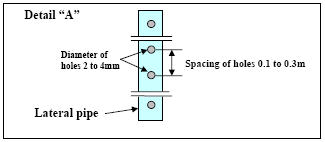 Detail “A”
Diameter of
holes 2 to 4mm
Spacing of holes 0.1 to 0.3m
Lateral pipe